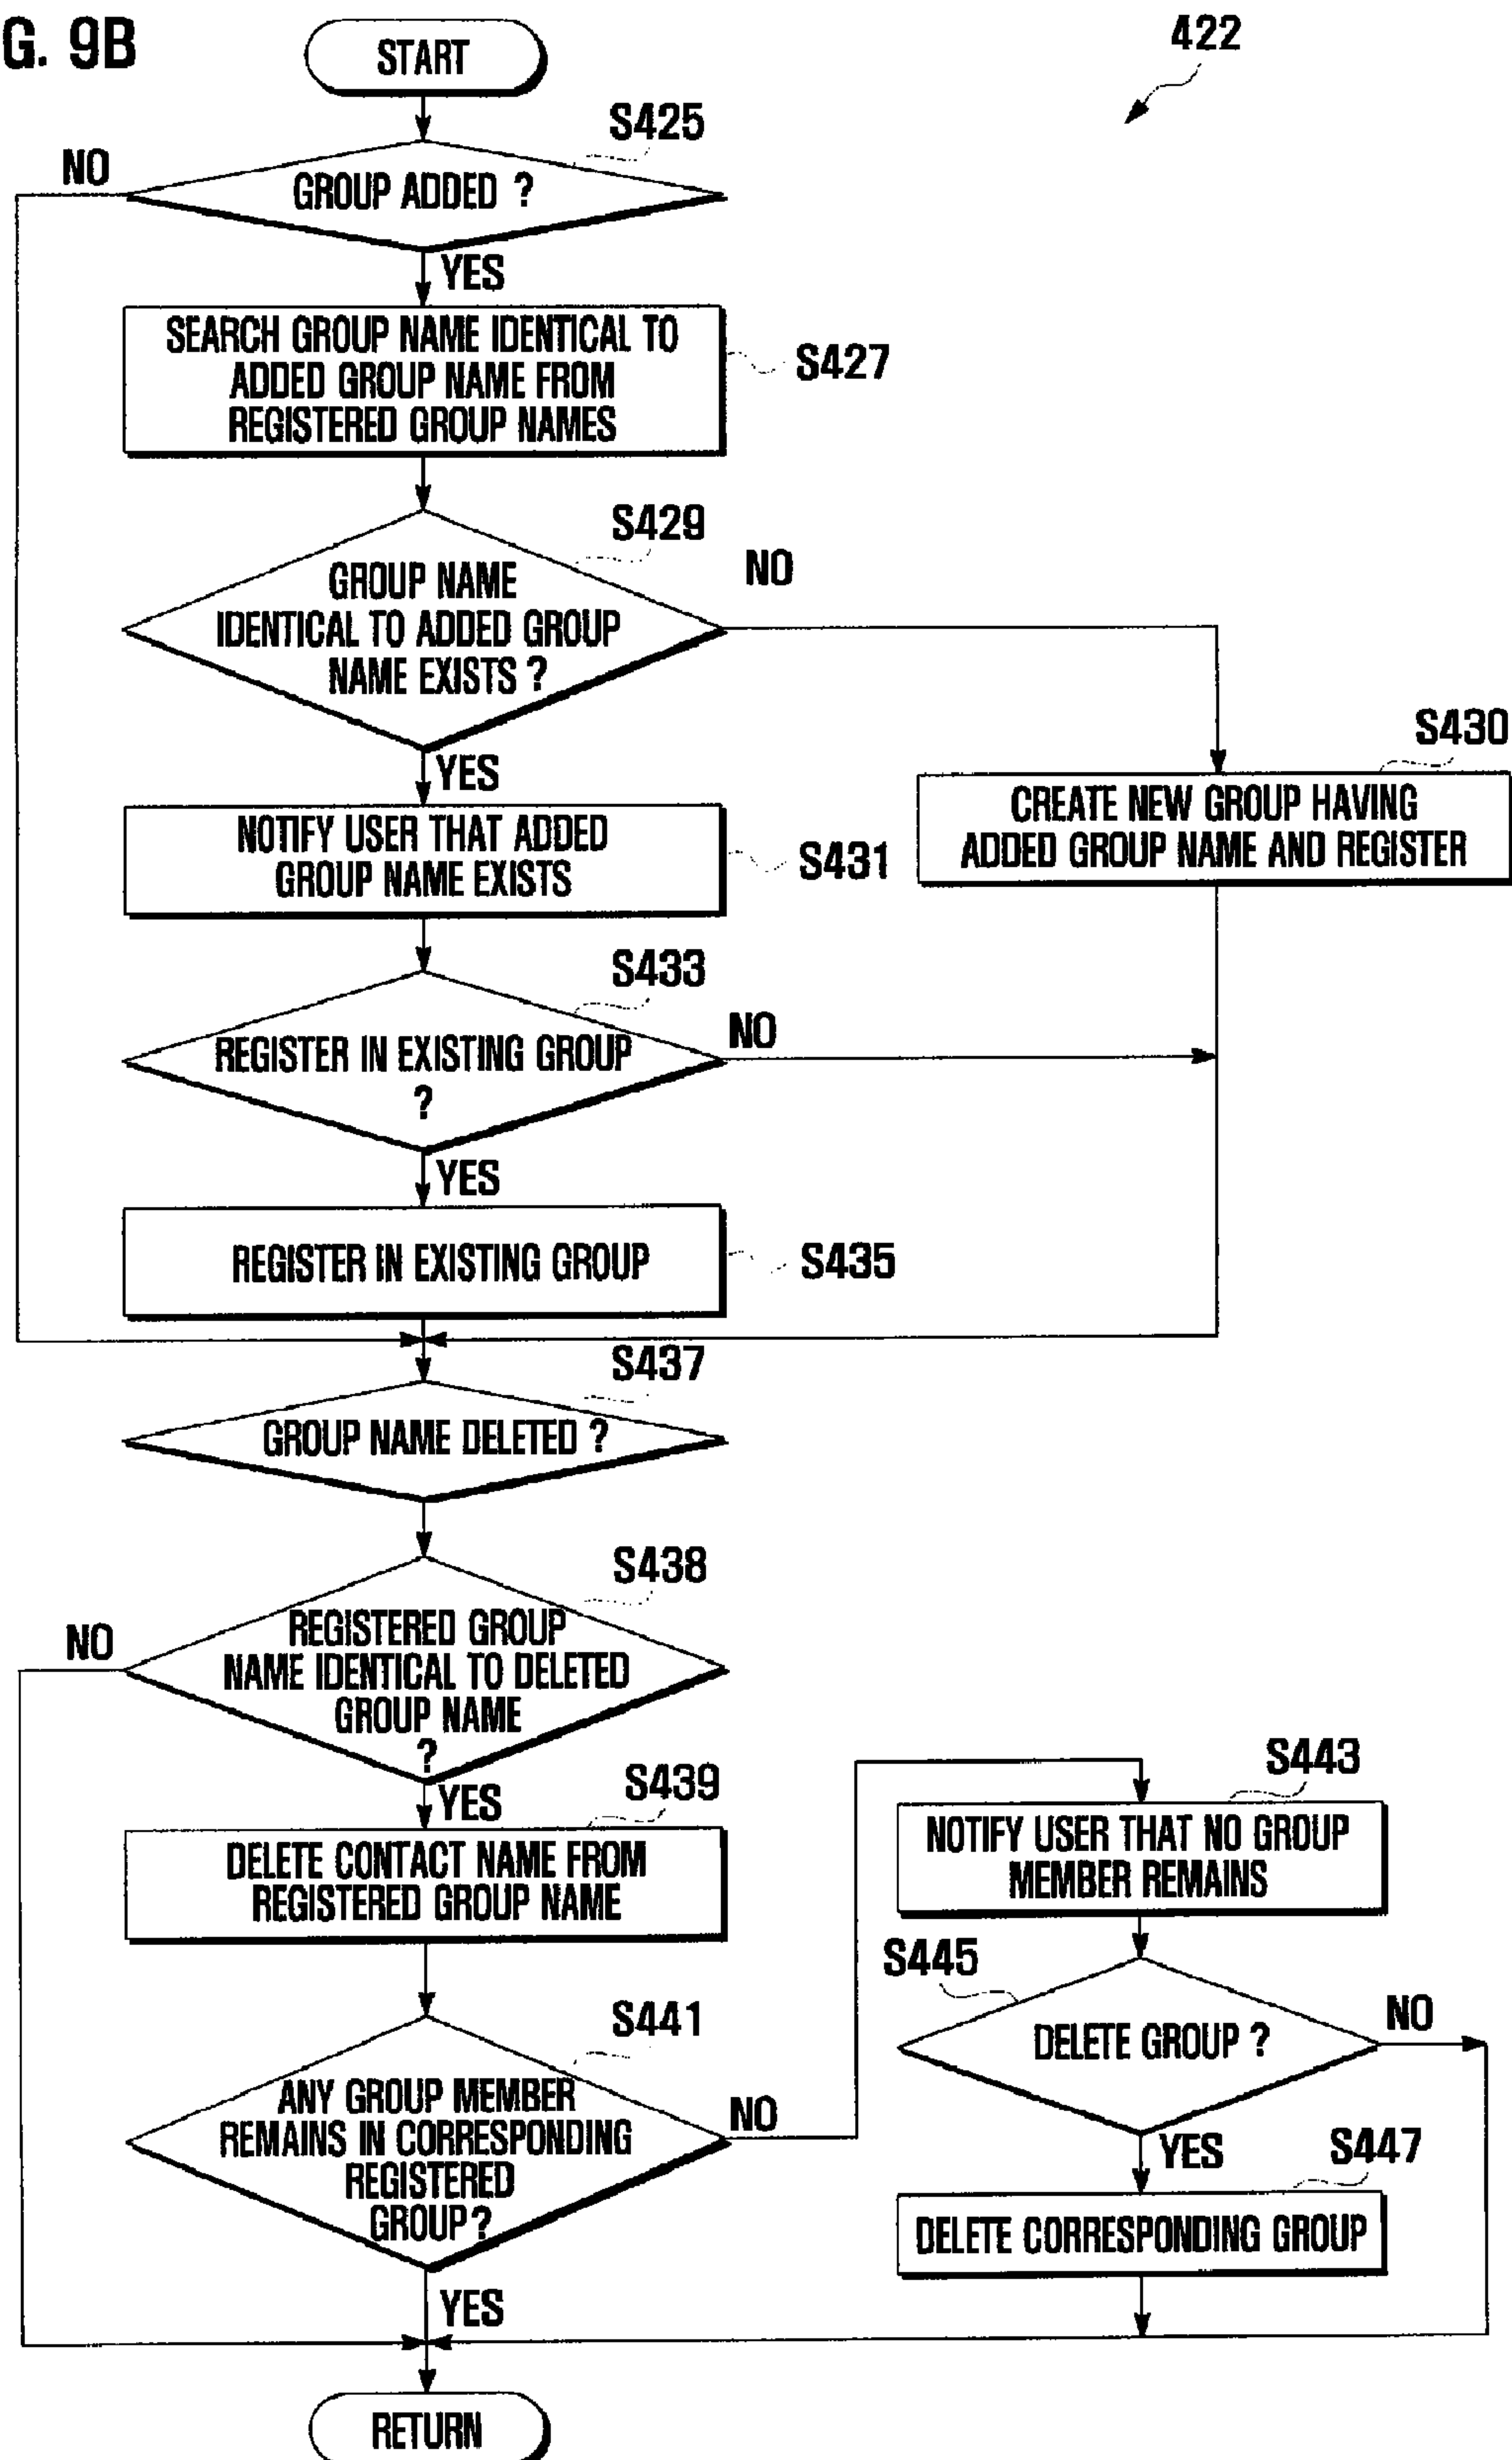 G. 9B
422
START
S425
NO
GROUP ADDED ?
YES
SEARCH GROUP NAME IDENTICAL TO
ADDED GROUP NAME FROM
REGISTERED GROUP NAMES
S427
S429
NO
GROUP NAME
IDENTICAL TO ADDED GROUP
NAME EXISTS ?
YES
S430
CREATE NEW GROUP HAVING
ADDED GROUP NAME AND REGISTER
NOTIFY USER THAT ADDED
GROUP NAME EXISTS
S431
S433
NO
REGISTER IN EXISTING GROUP
?
YES
REGISTER IN EXISTING GROUP
S435
S437
GROUP NAME DELETED ?
S438
NO
REGISTERED GROUP
NAME IDENTICAL TO DELETED
GROUP NAME
?
YES
S439
DELETE CONTACT NAME FROM
REGISTERED GROUP NAME
S441
ANY GROUP MEMBER
REMAINS IN CORRESPONDING
REGISTERED
GROUP?
NO
YES
S443
NOTIFY USER THAT NO GROUP
MEMBER REMAINS
S445
DELETE GROUP ?
NO
YES
S447
DELETE CORRESPONDING GROUP
RETURN